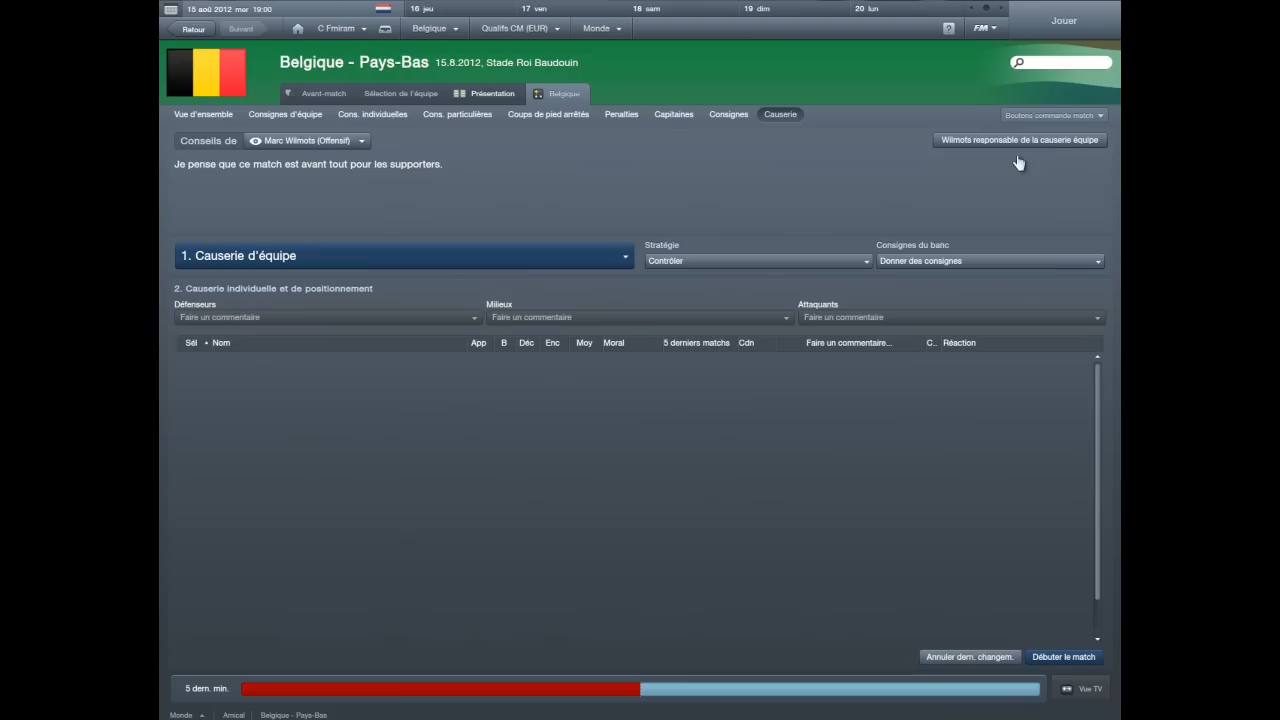 15 aoû 2012 mer 19:00
16 jeu
17 ven
18 sam
19 dim
20 lun
Jouer
Retour
Suivant
C Fmiram
Belgique
Qualifs CM (EUR)
Monde
?
FM
Belgique - Pays-Bas 15.8.2012, Stade Roi Baudouin
Avant-match
Sélection de l'équipe
Présentation
Belgique
Vue d'ensemble
Consignes d'équipe
Cons. individuelles
Cons. particulières
Coups de pied arrêtés
Penalties
Capitaines
Consignes
Causerie
Boutons commande match
Conseils de
Marc Wilmots (Offensif)
Wilmots responsable de la causerie équipe
Je pense que ce match est avant tout pour les supporters.
1. Causerie d'équipe
Stratégie
Contrôler
Consignes du banc
Donner des consignes
2. Causerie individuelle et de positionnement
Défenseurs
Milieux
Attaquants
Faire un commentaire
Faire un commentaire
Faire un commentaire
Sél
Nom
App
B
Déc
Enc
Moy
Moral
5 derniers matchs
Cdn
Faire un commentaire...
C..
Réaction
Annuler dern. changem.
Débuter le match
5 dern. min.
Vue TV
Monde
Amical
Belgique - Pays-Bas